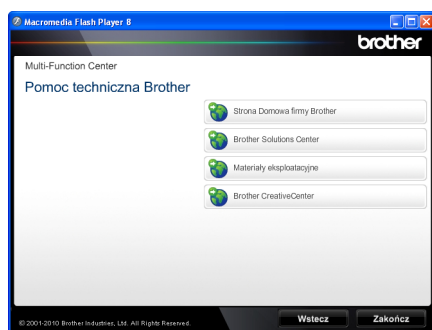 Macromedia Flash Player 8
brother
Multi-Function Center
Pomoc techniczna Brother
Strona Domowa firmy Brother
Brother Solutions Center
Materiały eksploatacyjne
Brother CreativeCenter
© 2001-2010 Brother Industries, Ltd. All Rights Reserved.
Wstecz
Zakończ